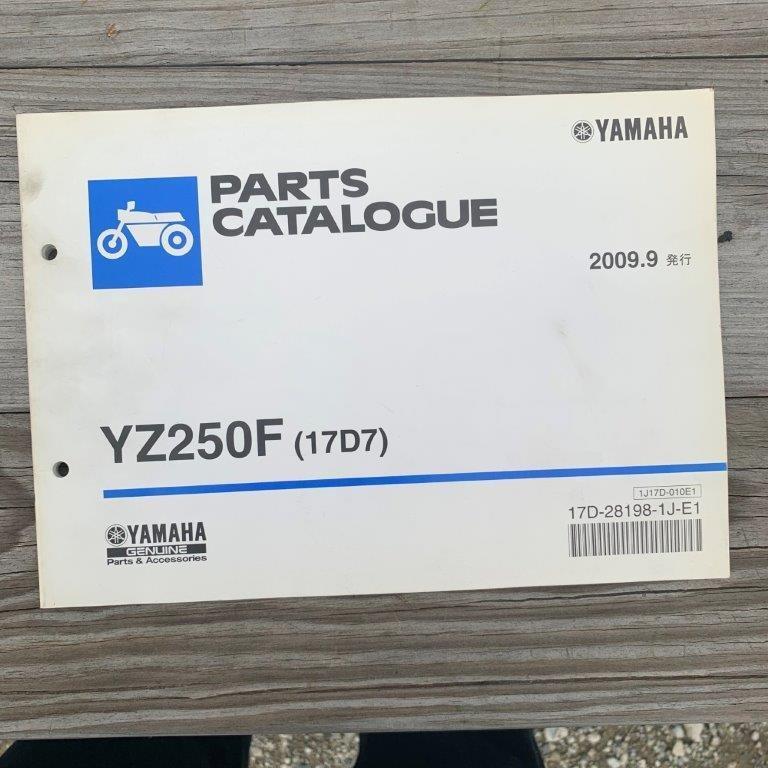 YAMAHA
PARTS
CATALOGUE
2009.9 発行
YZ250F (17D7)
1J17D-010E1
17D-28198-1J-E1
YAMAHA
GENUINE
Parts & Accessories